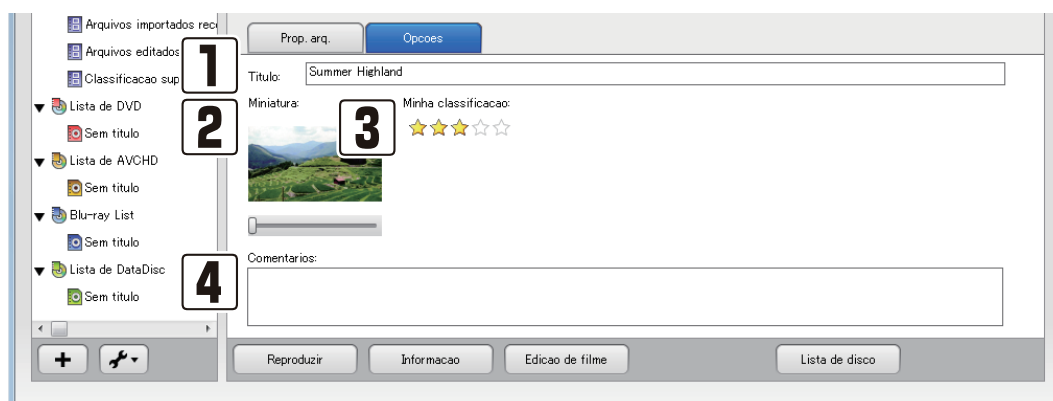 Arquivos importados rece
Arquivos editados
Classificacao sup
Lista de DVD
Sem titulo
Lista de AVCHD
Sem titulo
Blu-ray List
Sem titulo
Lista de DataDisc
Sem titulo
Prop. arq.
Opcoes
1
Titulo:
Summer Highland
2
Miniatura:
3
Minha classificacao:
4
Comentarios:
Reproduzir
Informacao
Edicao de filme
Lista de disco